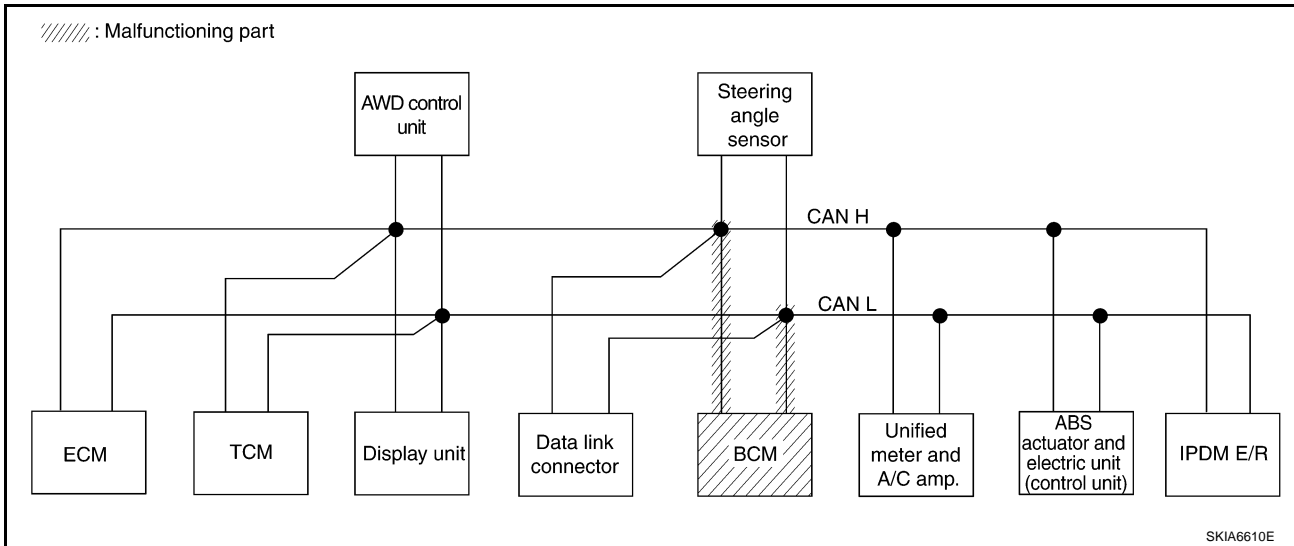 : Malfunctioning part
AWD control
unit
Steering
angle
sensor
CAN H
CAN L
ECM
TCM
Display unit
Data link
connector
BCM
Unified
meter and
A/C amp.
ABS
actuator and
electric unit
(control unit)
IPDM E/R
SKIA6610E